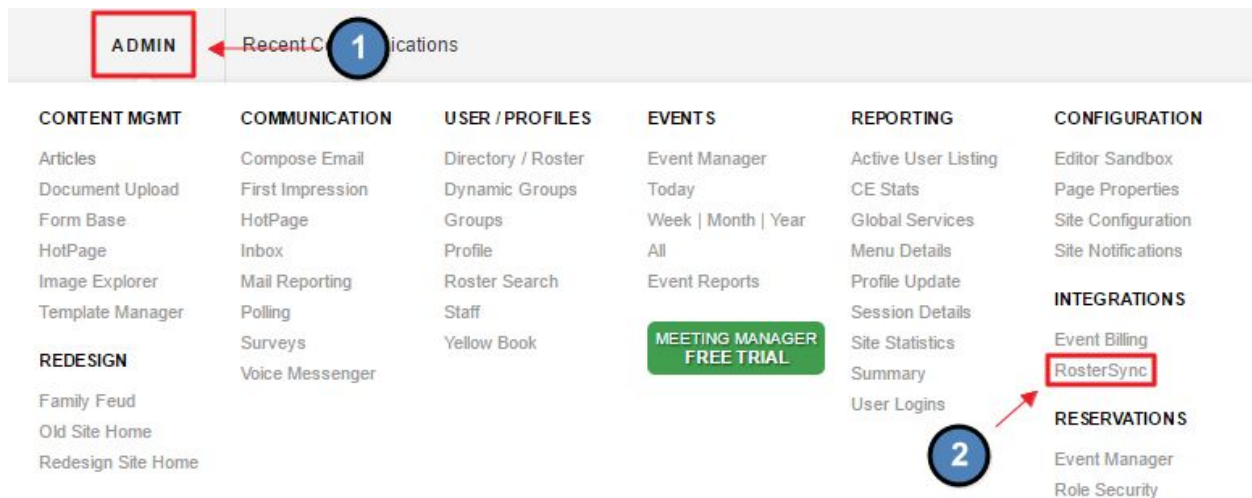 ADMIN
Recent C ications
1
CONTENT MGMT
Articles
Document Upload
Form Base
HotPage
Image Explorer
Template Manager
REDESIGN
Family Feud
Old Site Home
Redesign Site Home
COMMUNICATION
Compose Email
First Impression
HotPage
Inbox
Mail Reporting
Polling
Surveys
Voice Messenger
USER / PROFILES
Directory / Roster
Dynamic Groups
Groups
Profile
Roster Search
Staff
Yellow Book
EVENTS
Event Manager
Today
Week | Month | Year
All
Event Reports
MEETING MANAGER
FREE TRIAL
REPORTING
Active User Listing
CE Stats
Global Services
Menu Details
Profile Update
Session Details
Site Statistics
Summary
User Logins
CONFIGURATION
Editor Sandbox
Page Properties
Site Configuration
Site Notifications
INTEGRATIONS
Event Billing
RosterSync
2
RESERVATIONS
Event Manager
Role Security